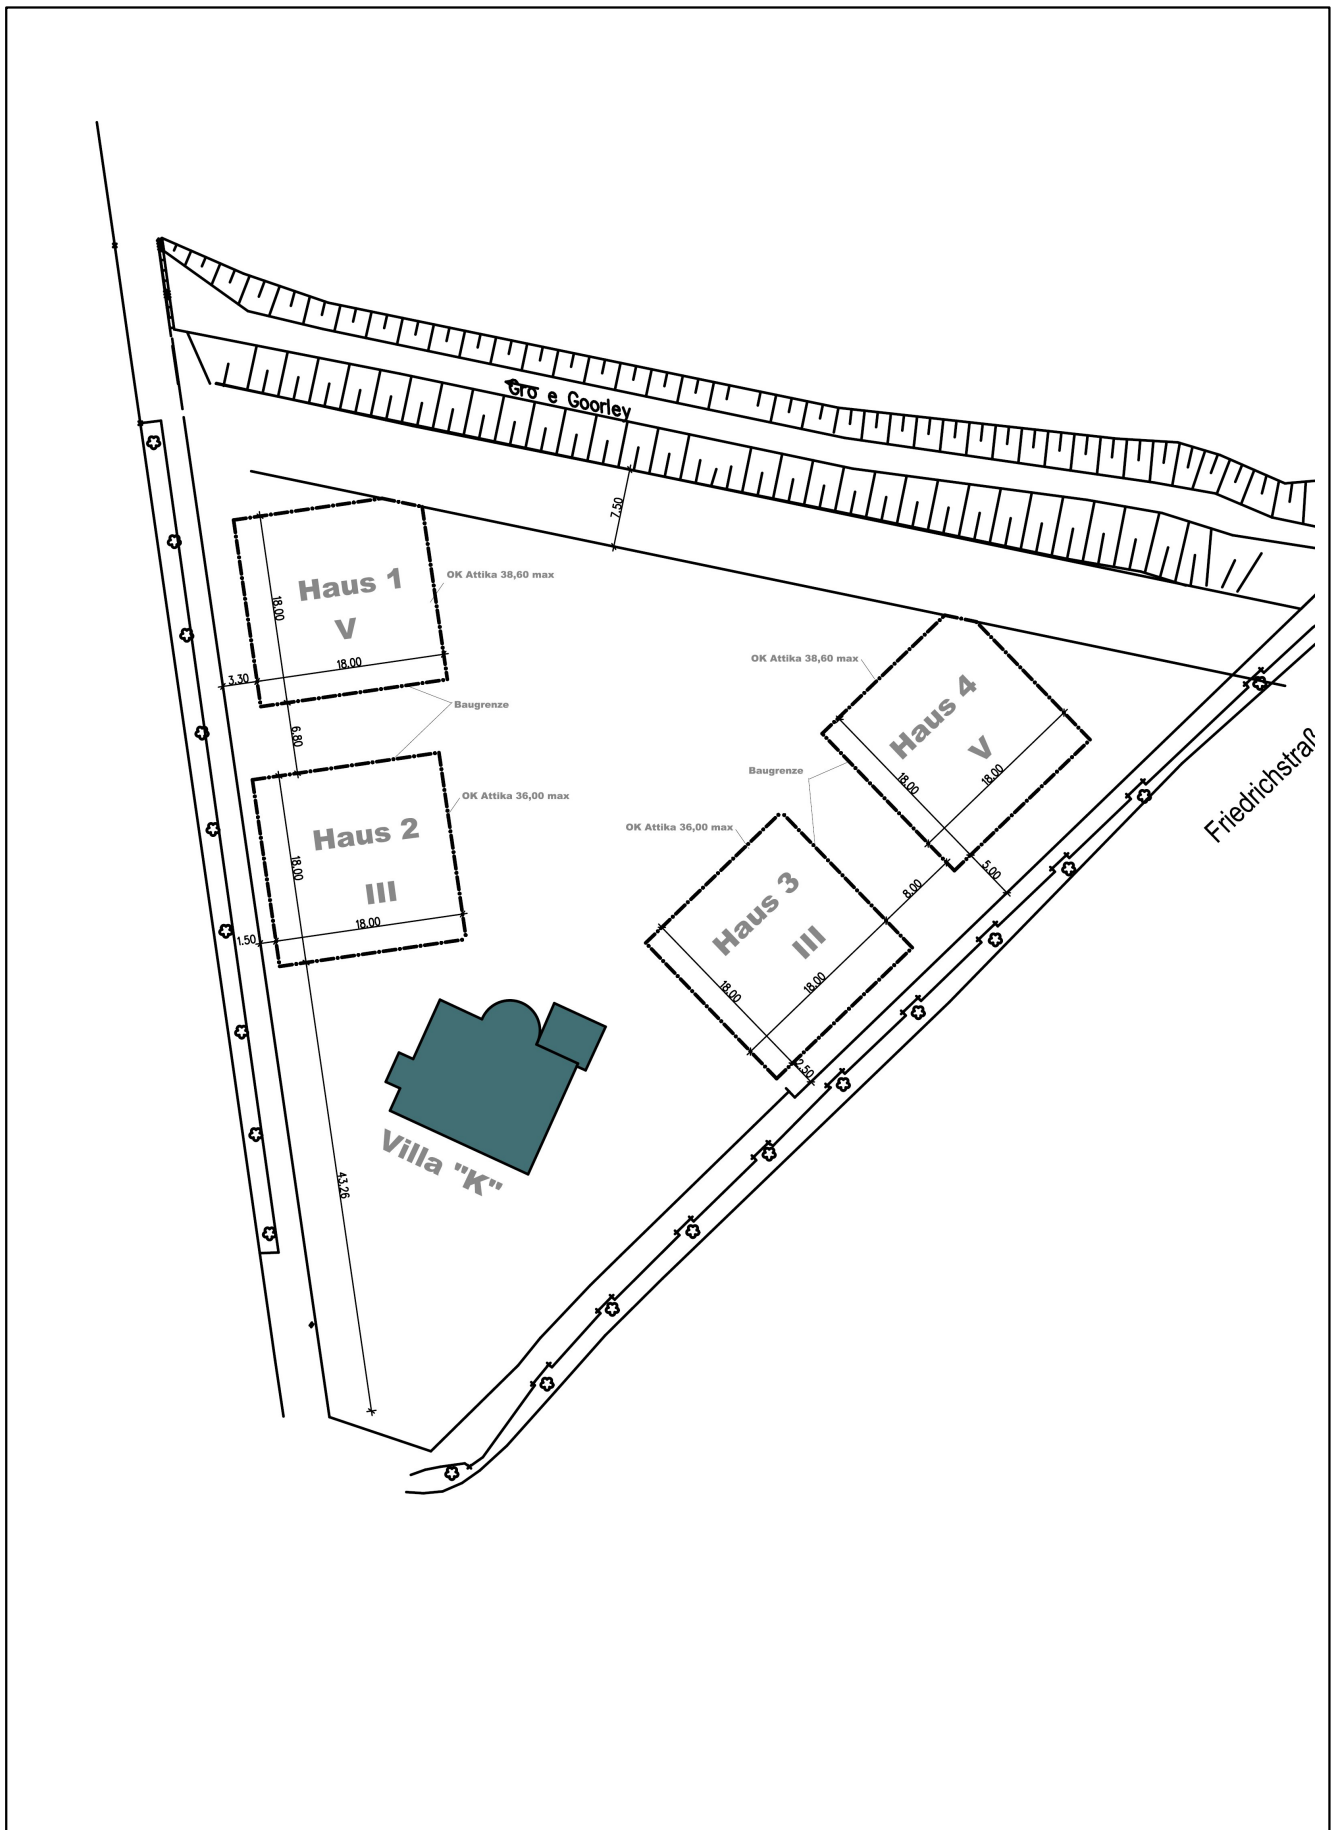 Gro e Goorley
7.50
Haus 1
V
18.00
18.00
OK Attika 38,60 max
3.30
Baugrenze
6.80
Haus 2
III
18.00
18.00
OK Attika 36,00 max
1.50
OK Attika 38,60 max
Haus 4
V
18.00
18.00
Baugrenze
5.00
OK Attika 36,00 max
Haus 3
III
8.00
18.00
18.00
2.50
Friedrichstraß
Villa "K"
43.26